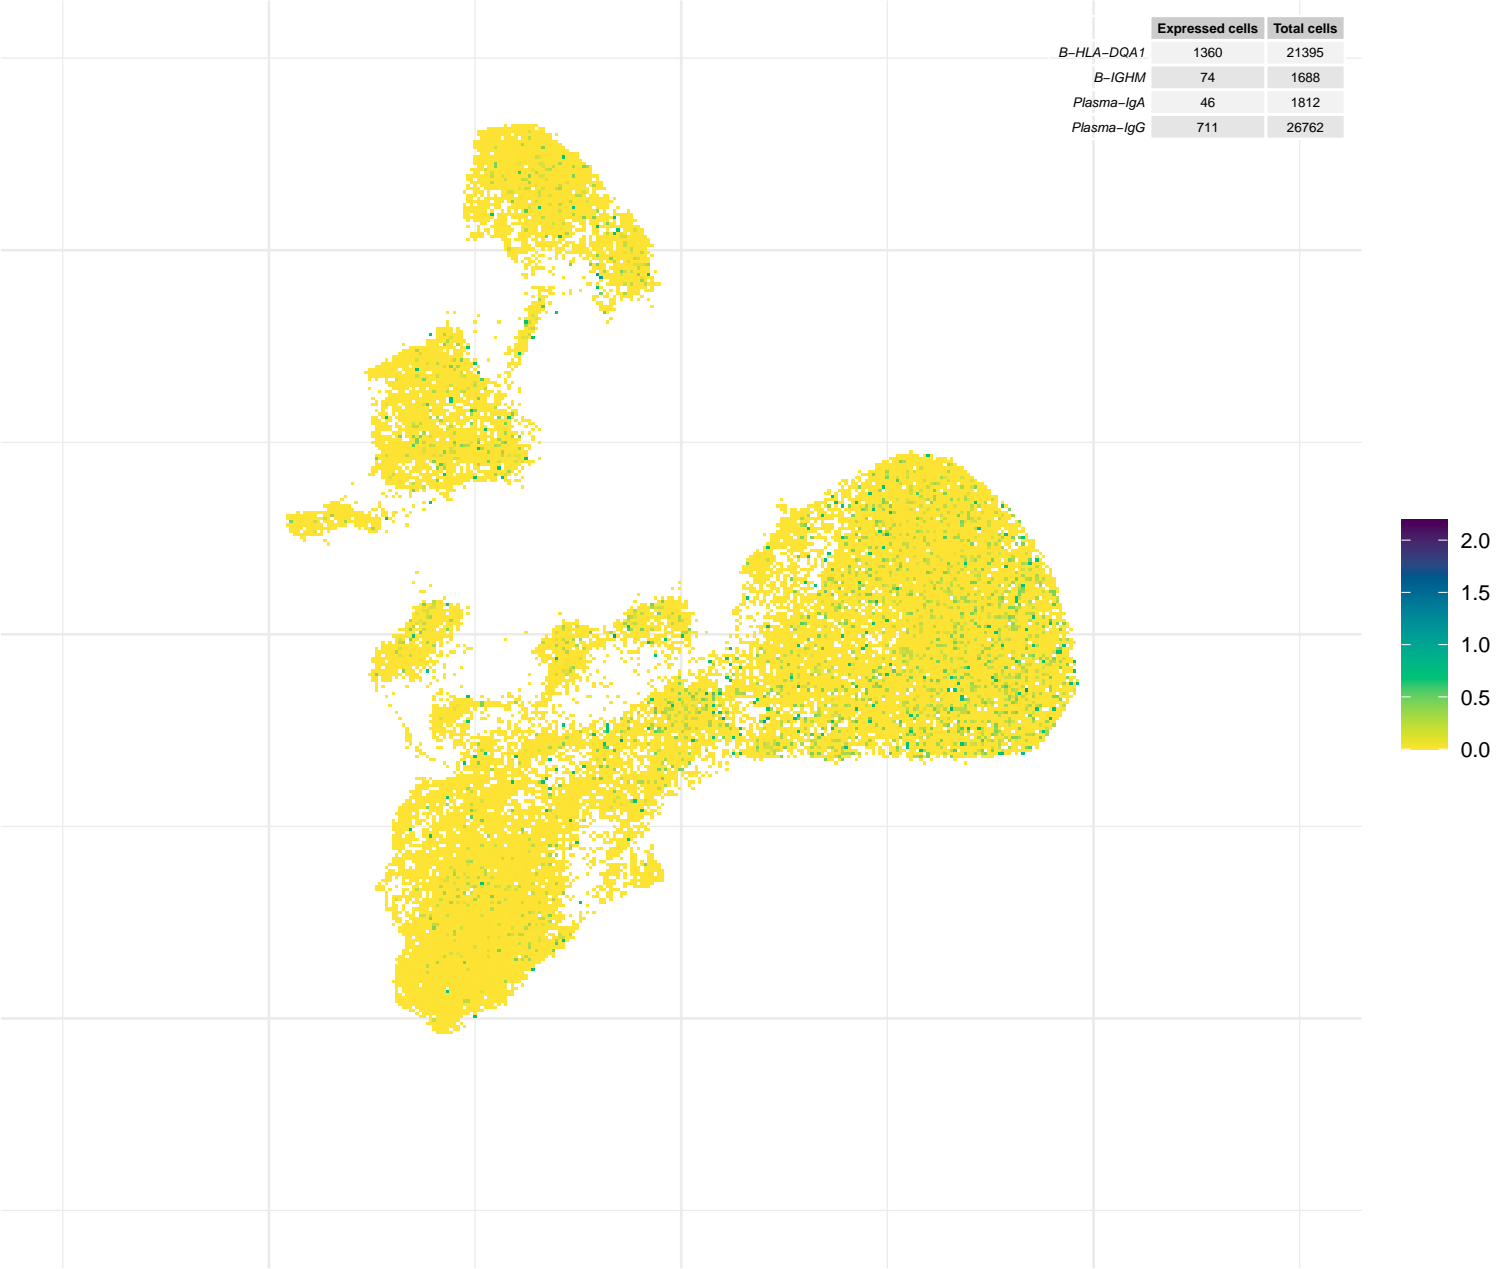 Expressed cells Total cells
B−HLA−DQA1 1360 21395
B−IGHM 74 1688
Plasma−IgA 46 1812
Plasma−IgG 711 26762
2.0
1.5
1.0
0.5
0.0